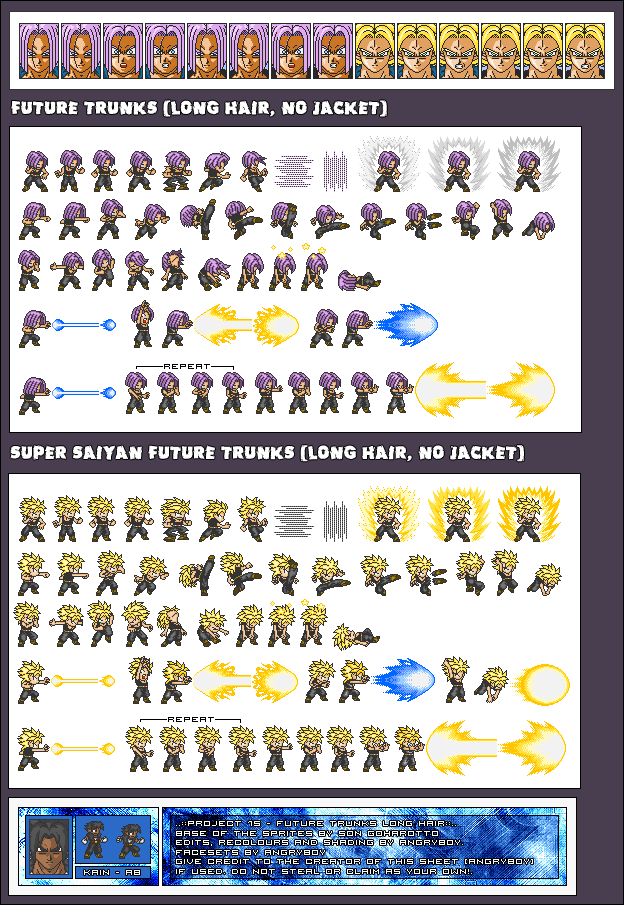 FUTURE TRUNKS (LONG HAIR, NO JACKET)
REPEAT
SUPER SAIYAN FUTURE TRUNKS (LONG HAIR, NO JACKET)
REPEAT
KAIN - AB
..::PROJECT 15 - FUTURE TRUNKS LONG HAIR::..
BASE OF THE SPRITES BY SON GOHAROTTO
EDITS, RECOLOURS AND SHADING BY ANGRYBOY.
FACESETS BY ANGRYBOY
GIVE CREDIT TO THE CREATOR OF THIS SHEET (ANGRYBOY)
IF USED. DO NOT STEAL OR CLAIM AS YOUR OWN!.